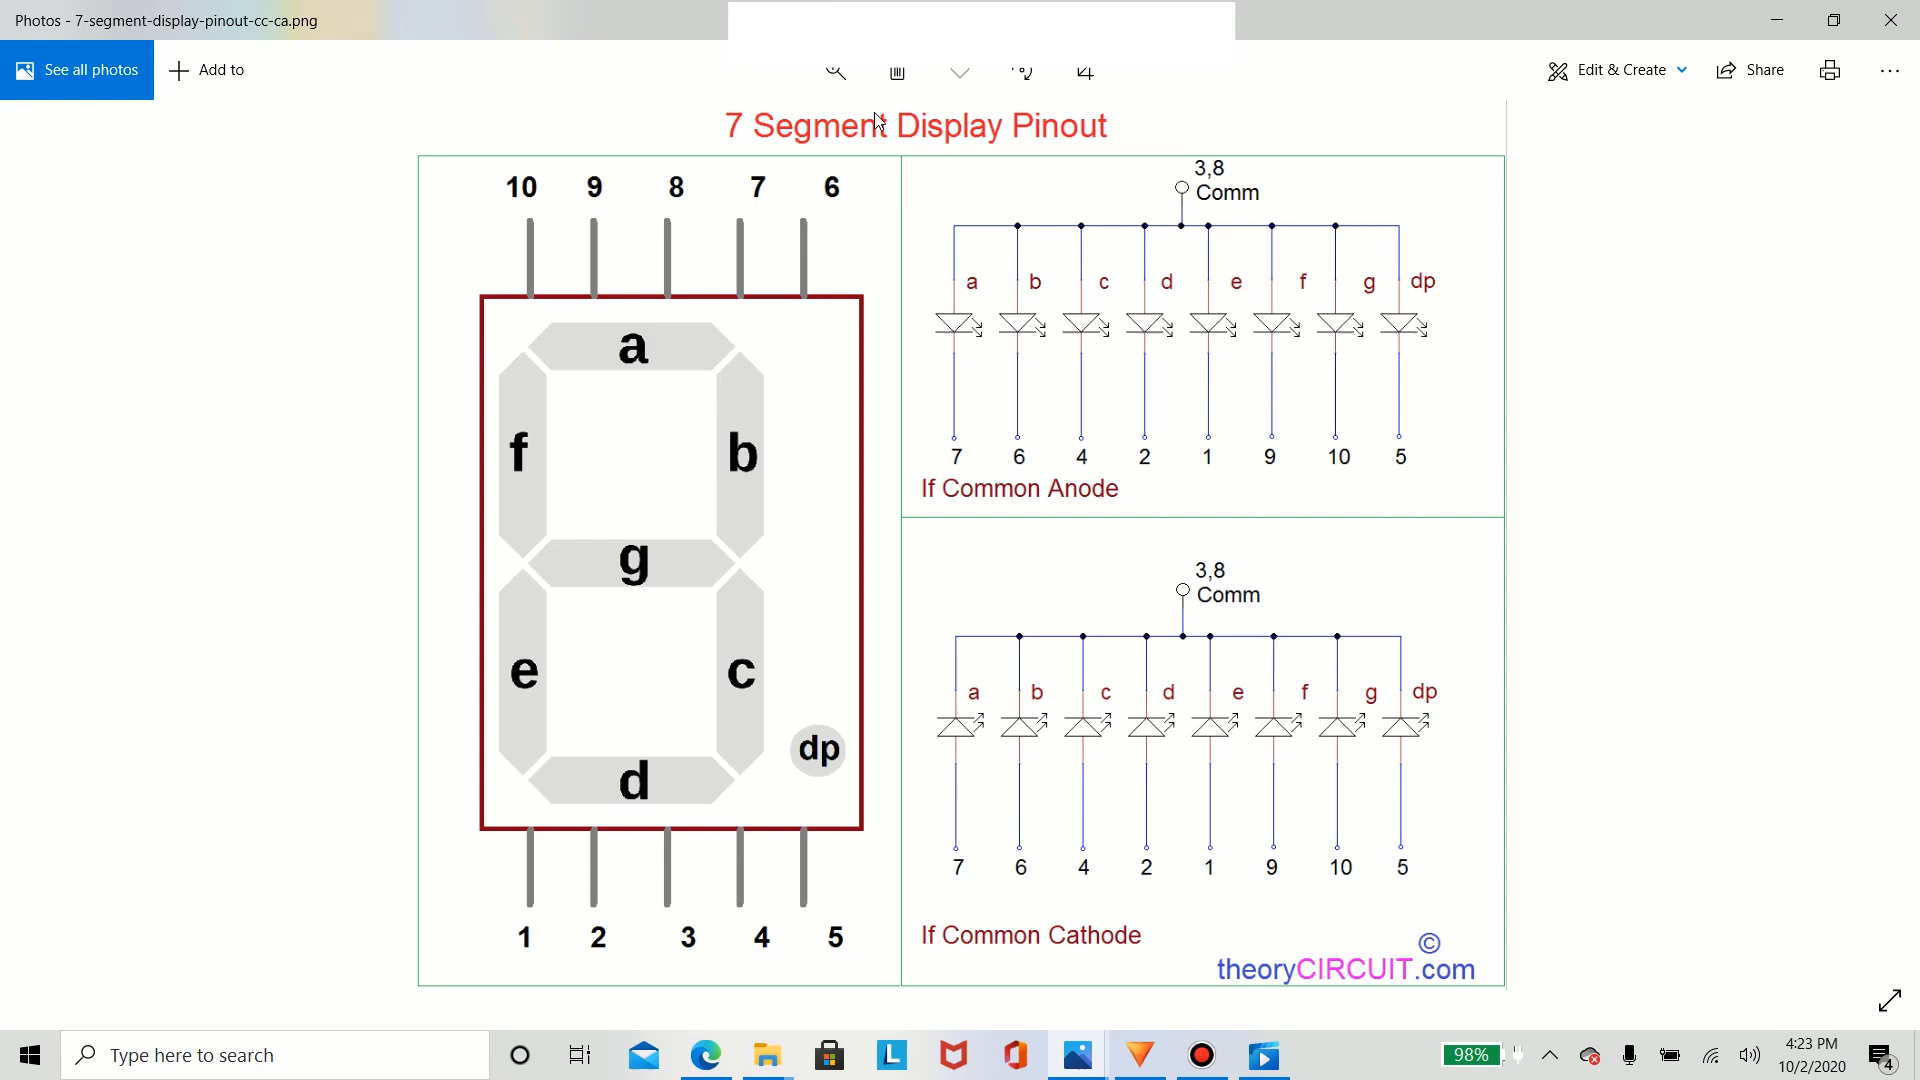 Photos - 7-segment-display-pinout-cc-ca.png
See all photos
Add to
Edit & Create
Share
7 Segment Display Pinout
10 9 8 7 6
a
f b
g
e c
dp
d
1 2 3 4 5
3,8
Comm
a b c d e f g dp
7 6 4 2 1 9 10 5
If Common Anode
3,8
Comm
a b c d e f g dp
7 6 4 2 1 9 10 5
If Common Cathode
©
theoryCIRCUIT.com
Type here to search
L
98%
4:23 PM
10/2/2020
4